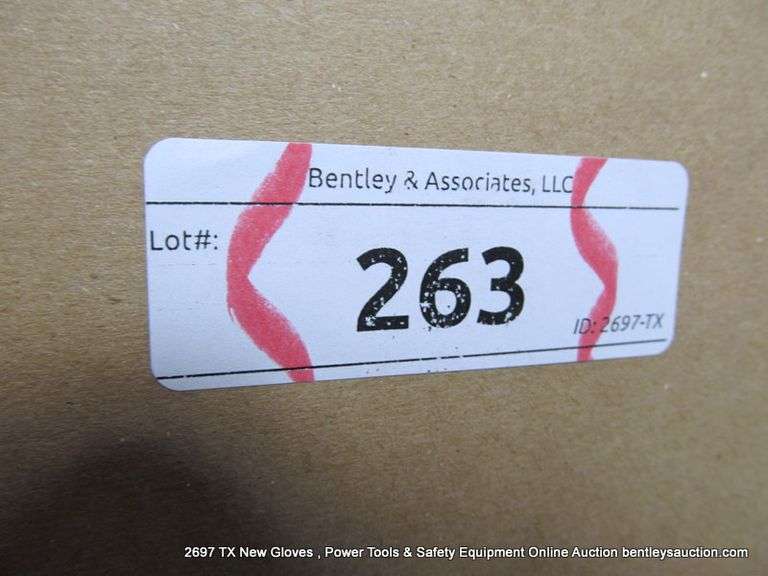 Bentley & Associates, LLC
Lot#:
263
ID: 2697-TX
2697 TX New Gloves , Power Tools & Safety Equipment Online Auction bentleysauction.com